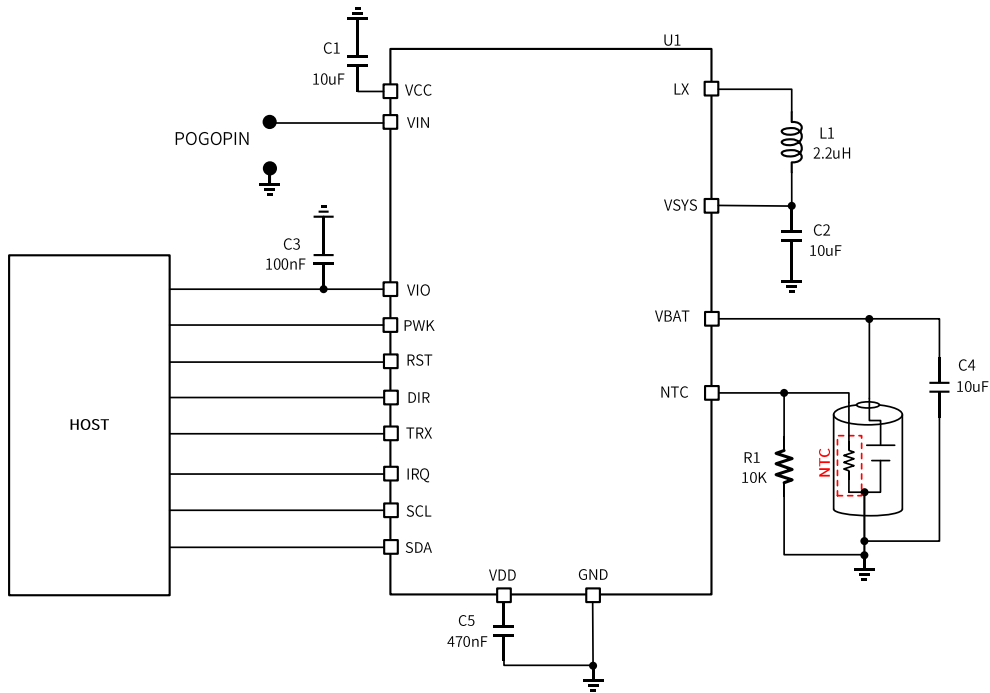 U1
C1
10uF
VCC
VIN
POGOPIN
LX
L1
2.2uH
VSYS
C2
10uF
C3
100nF
VIO
PWK
RST
DIR
TRX
IRQ
SCL
SDA
HOST
VBAT
NTC
C4
10uF
R1
10K
NTC
VDD
GND
C5
470nF